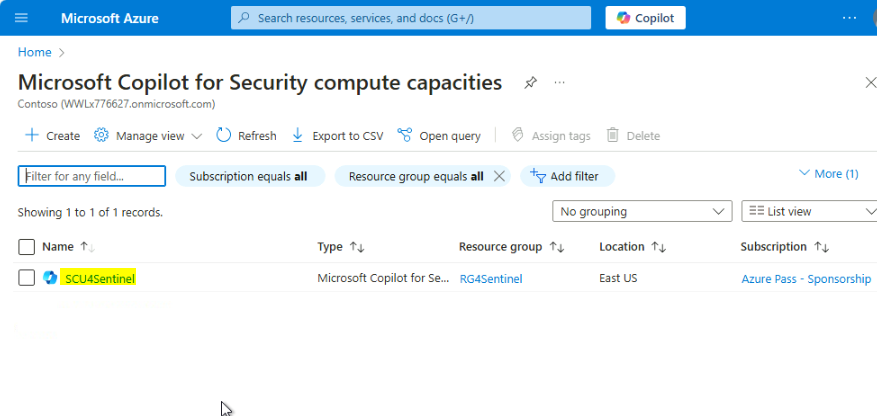 Microsoft Azure
Search resources, services, and docs (G+/)
Copilot
...
Home >
Microsoft Copilot for Security compute capacities
...
Contoso (WWLx776627.onmicrosoft.com)
Create
Manage view
Refresh
Export to CSV
Open query
Assign tags
Delete
Filter for any field...
Subscription equals all
Resource group equals all
Add filter
More (1)
Showing 1 to 1 of 1 records.
No grouping
List view
Name Type Resource group Location Subscription
SCU4Sentinel Microsoft Copilot for Se... RG4Sentinel East US Azure Pass - Sponsorship